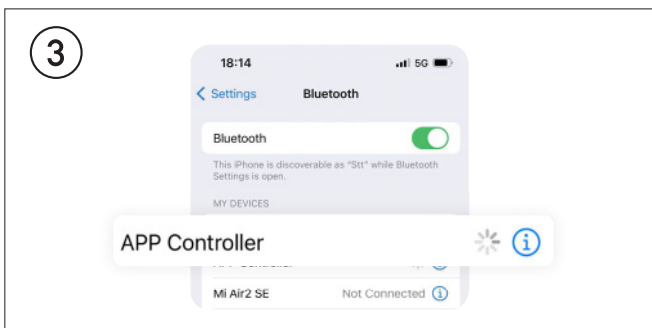 3
18:14 5G
Settings Bluetooth
Bluetooth
This iPhone is discoverable as "Stt" while Bluetooth
Settings is open.
MY DEVICES
APP Controller
Mi Air2 SE Not Connected